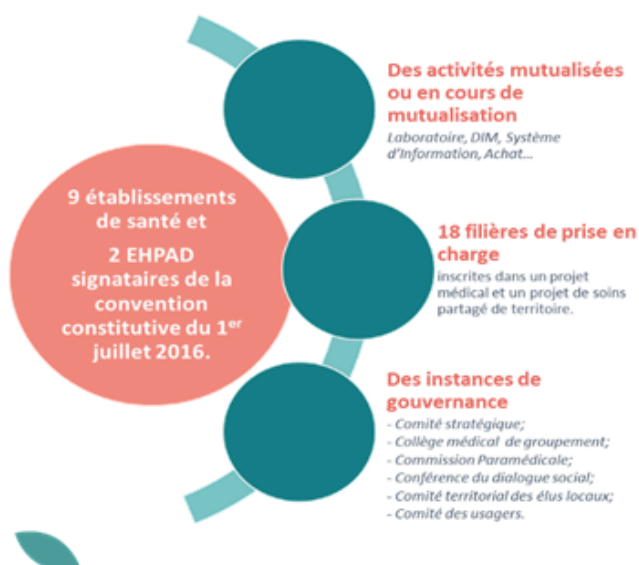 9 établissements
de santé et
2 EHPAD
signataires de la
convention
constitutive du 1er
juillet 2016.
Des activités mutualisées
ou en cours de
mutualisation
Laboratoire, DIM, Système
d'Information, Achat...
18 filières de prise en
charge
inscrites dans un projet
médical et un projet de soins
partagé de territoire.
Des instances de
gouvernance
- Comité stratégique;
- Collège médical de groupement;
- Commission Paramédicale;
- Conférence du dialogue social;
- Comité territorial des élus locaux;
- Comité des usagers.